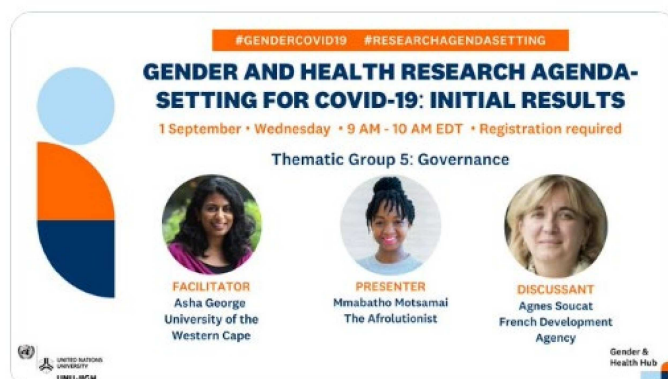 #GENDERCOVID19 #RESEARCHAGENDASETTING
GENDER AND HEALTH RESEARCH AGENDA-
SETTING FOR COVID-19: INITIAL RESULTS
1 September • Wednesday • 9 AM - 10 AM EDT • Registration required
Thematic Group 5: Governance
FACILITATOR
Asha George
University of the
Western Cape
PRESENTER
Mmabatho Motsamai
The Afrolutionist
DISCUSSANT
Agnes Soucat
French Development
Agency
UNITED NATIONS
UNIVERSITY
UNU-IIGH
Gender &
Health Hub